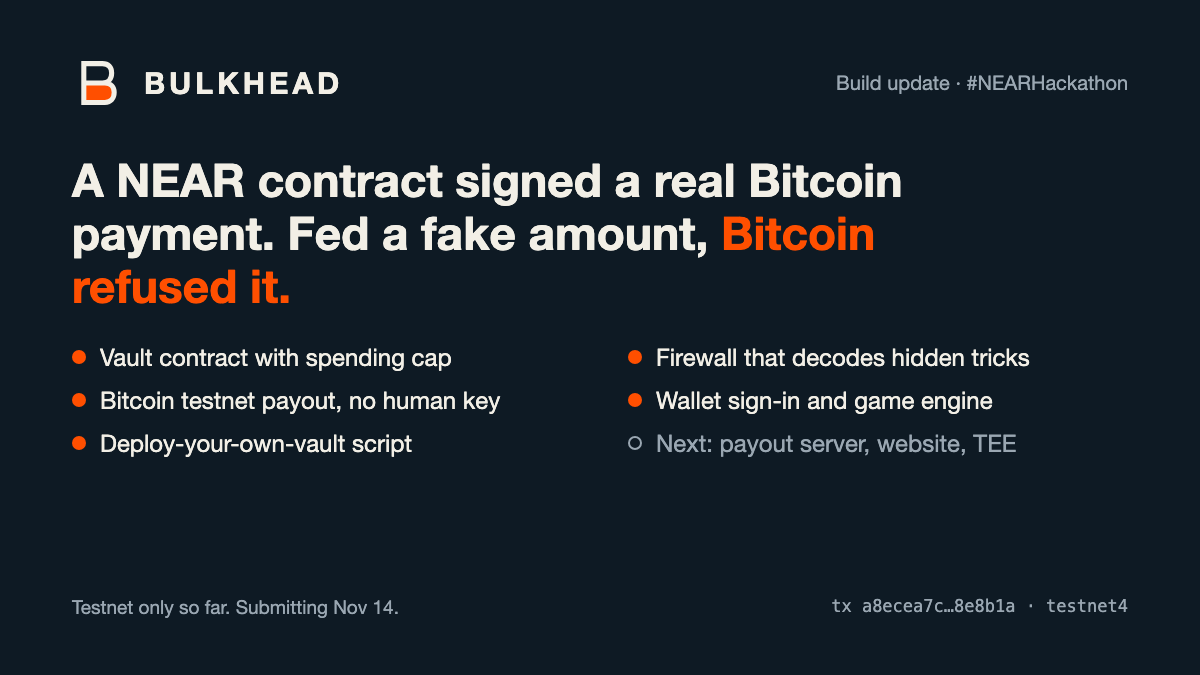 BULKHEAD
Build update · #NEARHackathon
A NEAR contract signed a real Bitcoin
payment. Fed a fake amount, Bitcoin
refused it.
Vault contract with spending cap
Bitcoin testnet payout, no human key
Deploy-your-own-vault script
Firewall that decodes hidden tricks
Wallet sign-in and game engine
Next: payout server, website, TEE
Testnet only so far. Submitting Nov 14.
tx a8ecea7c…8e8b1a · testnet4